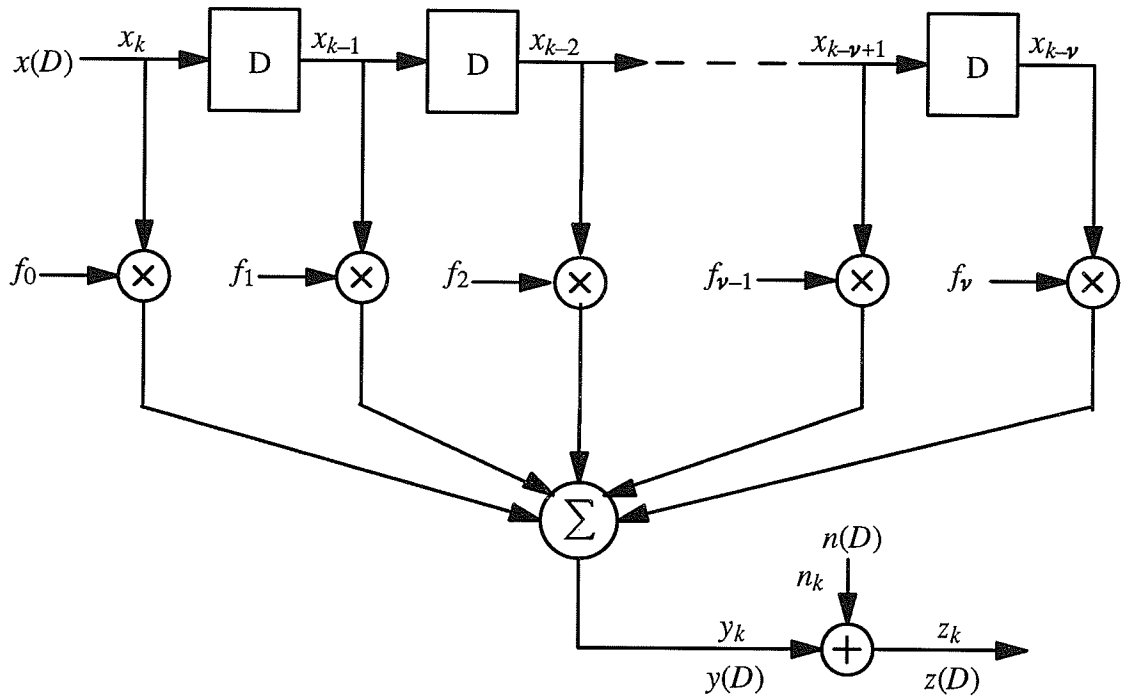 x(D) x_k D x_{k-1} D x_{k-2} x_{k-ν+1} D x_{k-ν}
f_0 × f_1 × f_2 × f_{ν-1} × f_ν ×
Σ
n(D)
n_k
y_k + z_k
y(D) z(D)